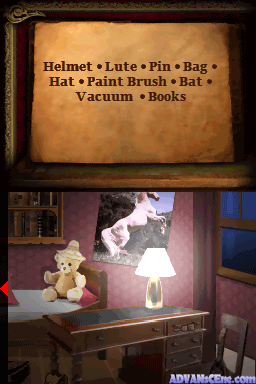 Helmet • Lute • Pin • Bag •
Hat • Paint Brush • Bat •
Vacuum • Books
ADVANsCEne.com